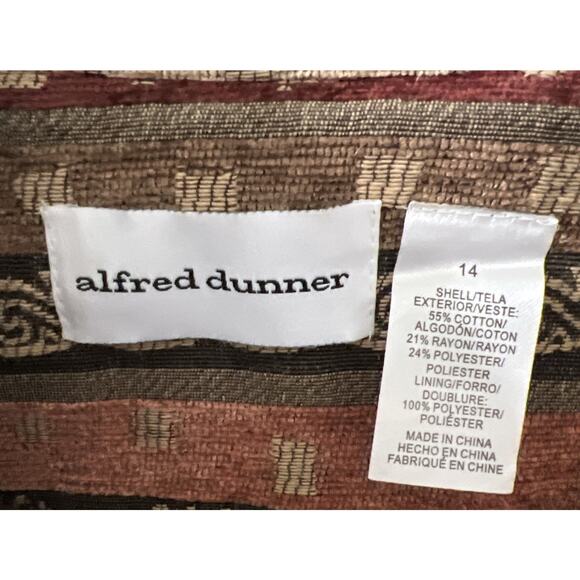 alfred dunner
14
SHELL/TELA
EXTERIOR/VESTE:
55% COTTON/
ALGODÓN/COTON
21% RAYON/RAYON
24% POLYESTER/
POLIESTER
LINING/FORRO/
DOUBLURE:
100% POLYESTER/
POLIÉSTER
MADE IN CHINA
HECHO EN CHINA
FABRIQUÉ EN CHINE